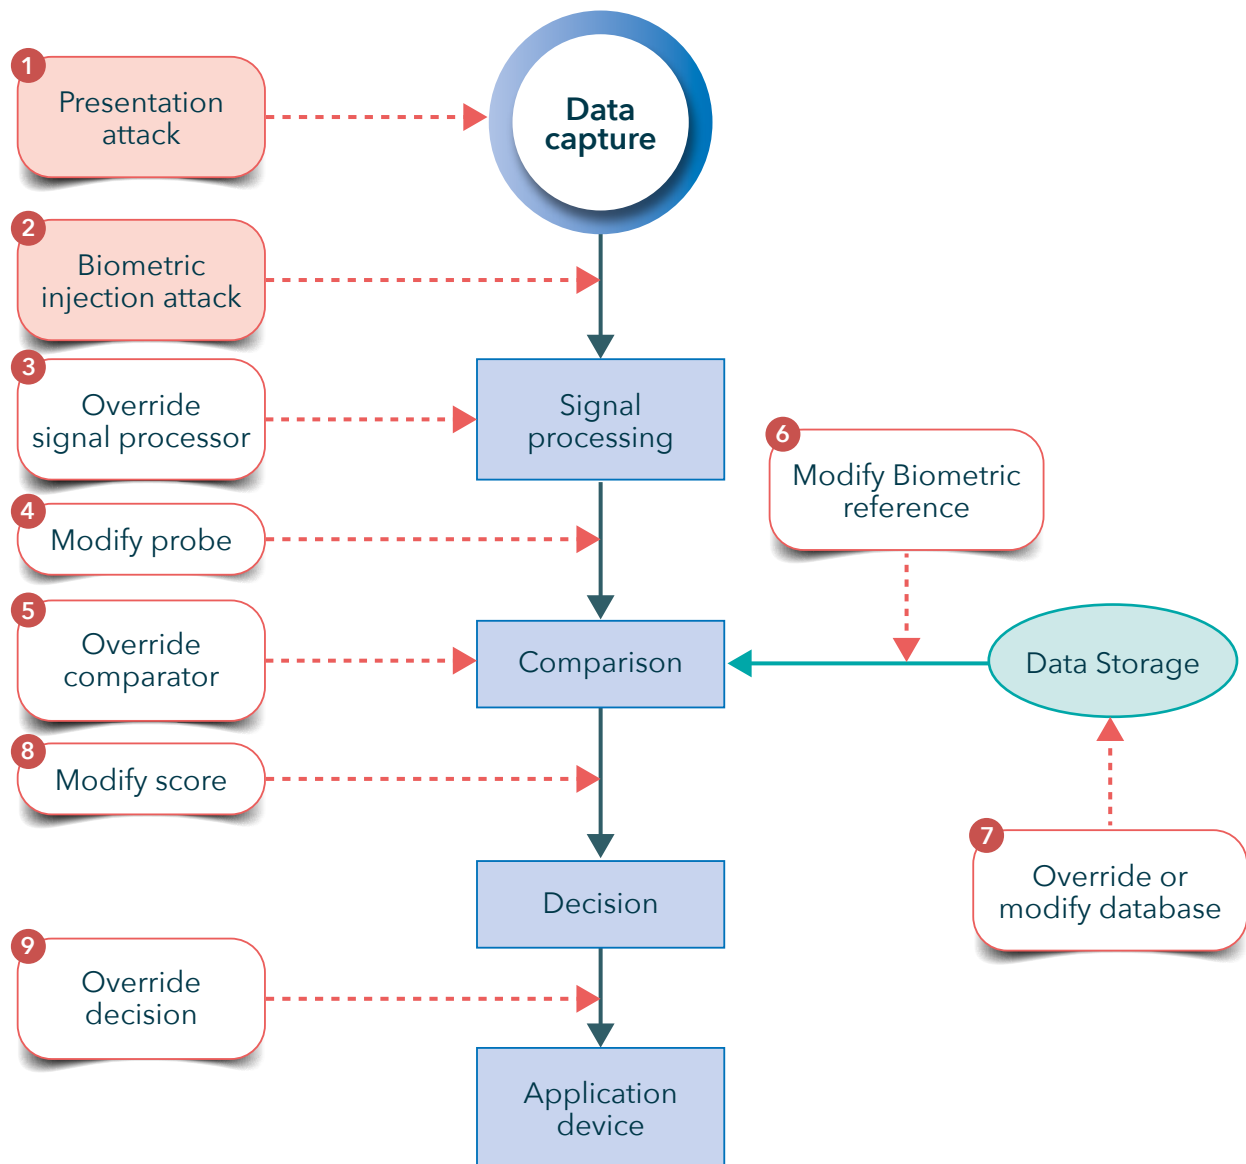 1
Presentation
attack
Data
capture
2
Biometric
injection attack
3
Override
signal processor
Signal
processing
6
Modify Biometric
reference
4
Modify probe
5
Override
comparator
Comparison
Data Storage
8
Modify score
7
Override or
modify database
Decision
9
Override
decision
Application
device